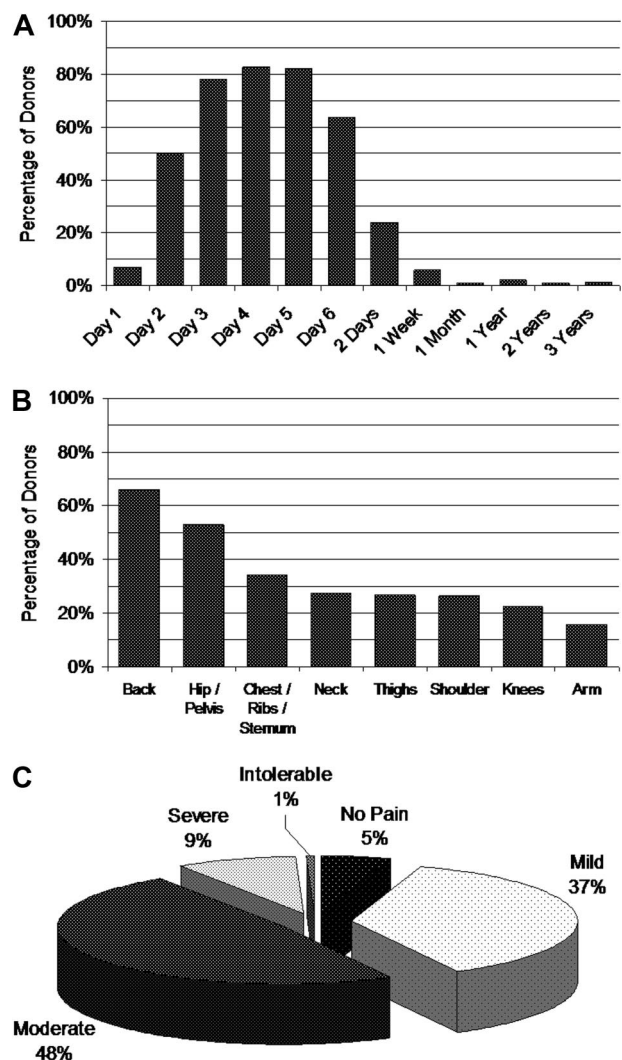 A
Percentage of Donors
100%
80%
60%
40%
20%
0%
Day 1
Day 2
Day 3
Day 4
Day 5
Day 6
2 Days
1 Week
1 Month
1 Year
2 Years
3 Years
B
Percentage of Donors
100%
80%
60%
40%
20%
0%
Back
Hip /
Pelvis
Chest /
Ribs /
Sternum
Neck
Thighs
Shoulder
Knees
Arm
C
Intolerable
1%
No Pain
5%
Severe
9%
Mild
37%
Moderate
48%